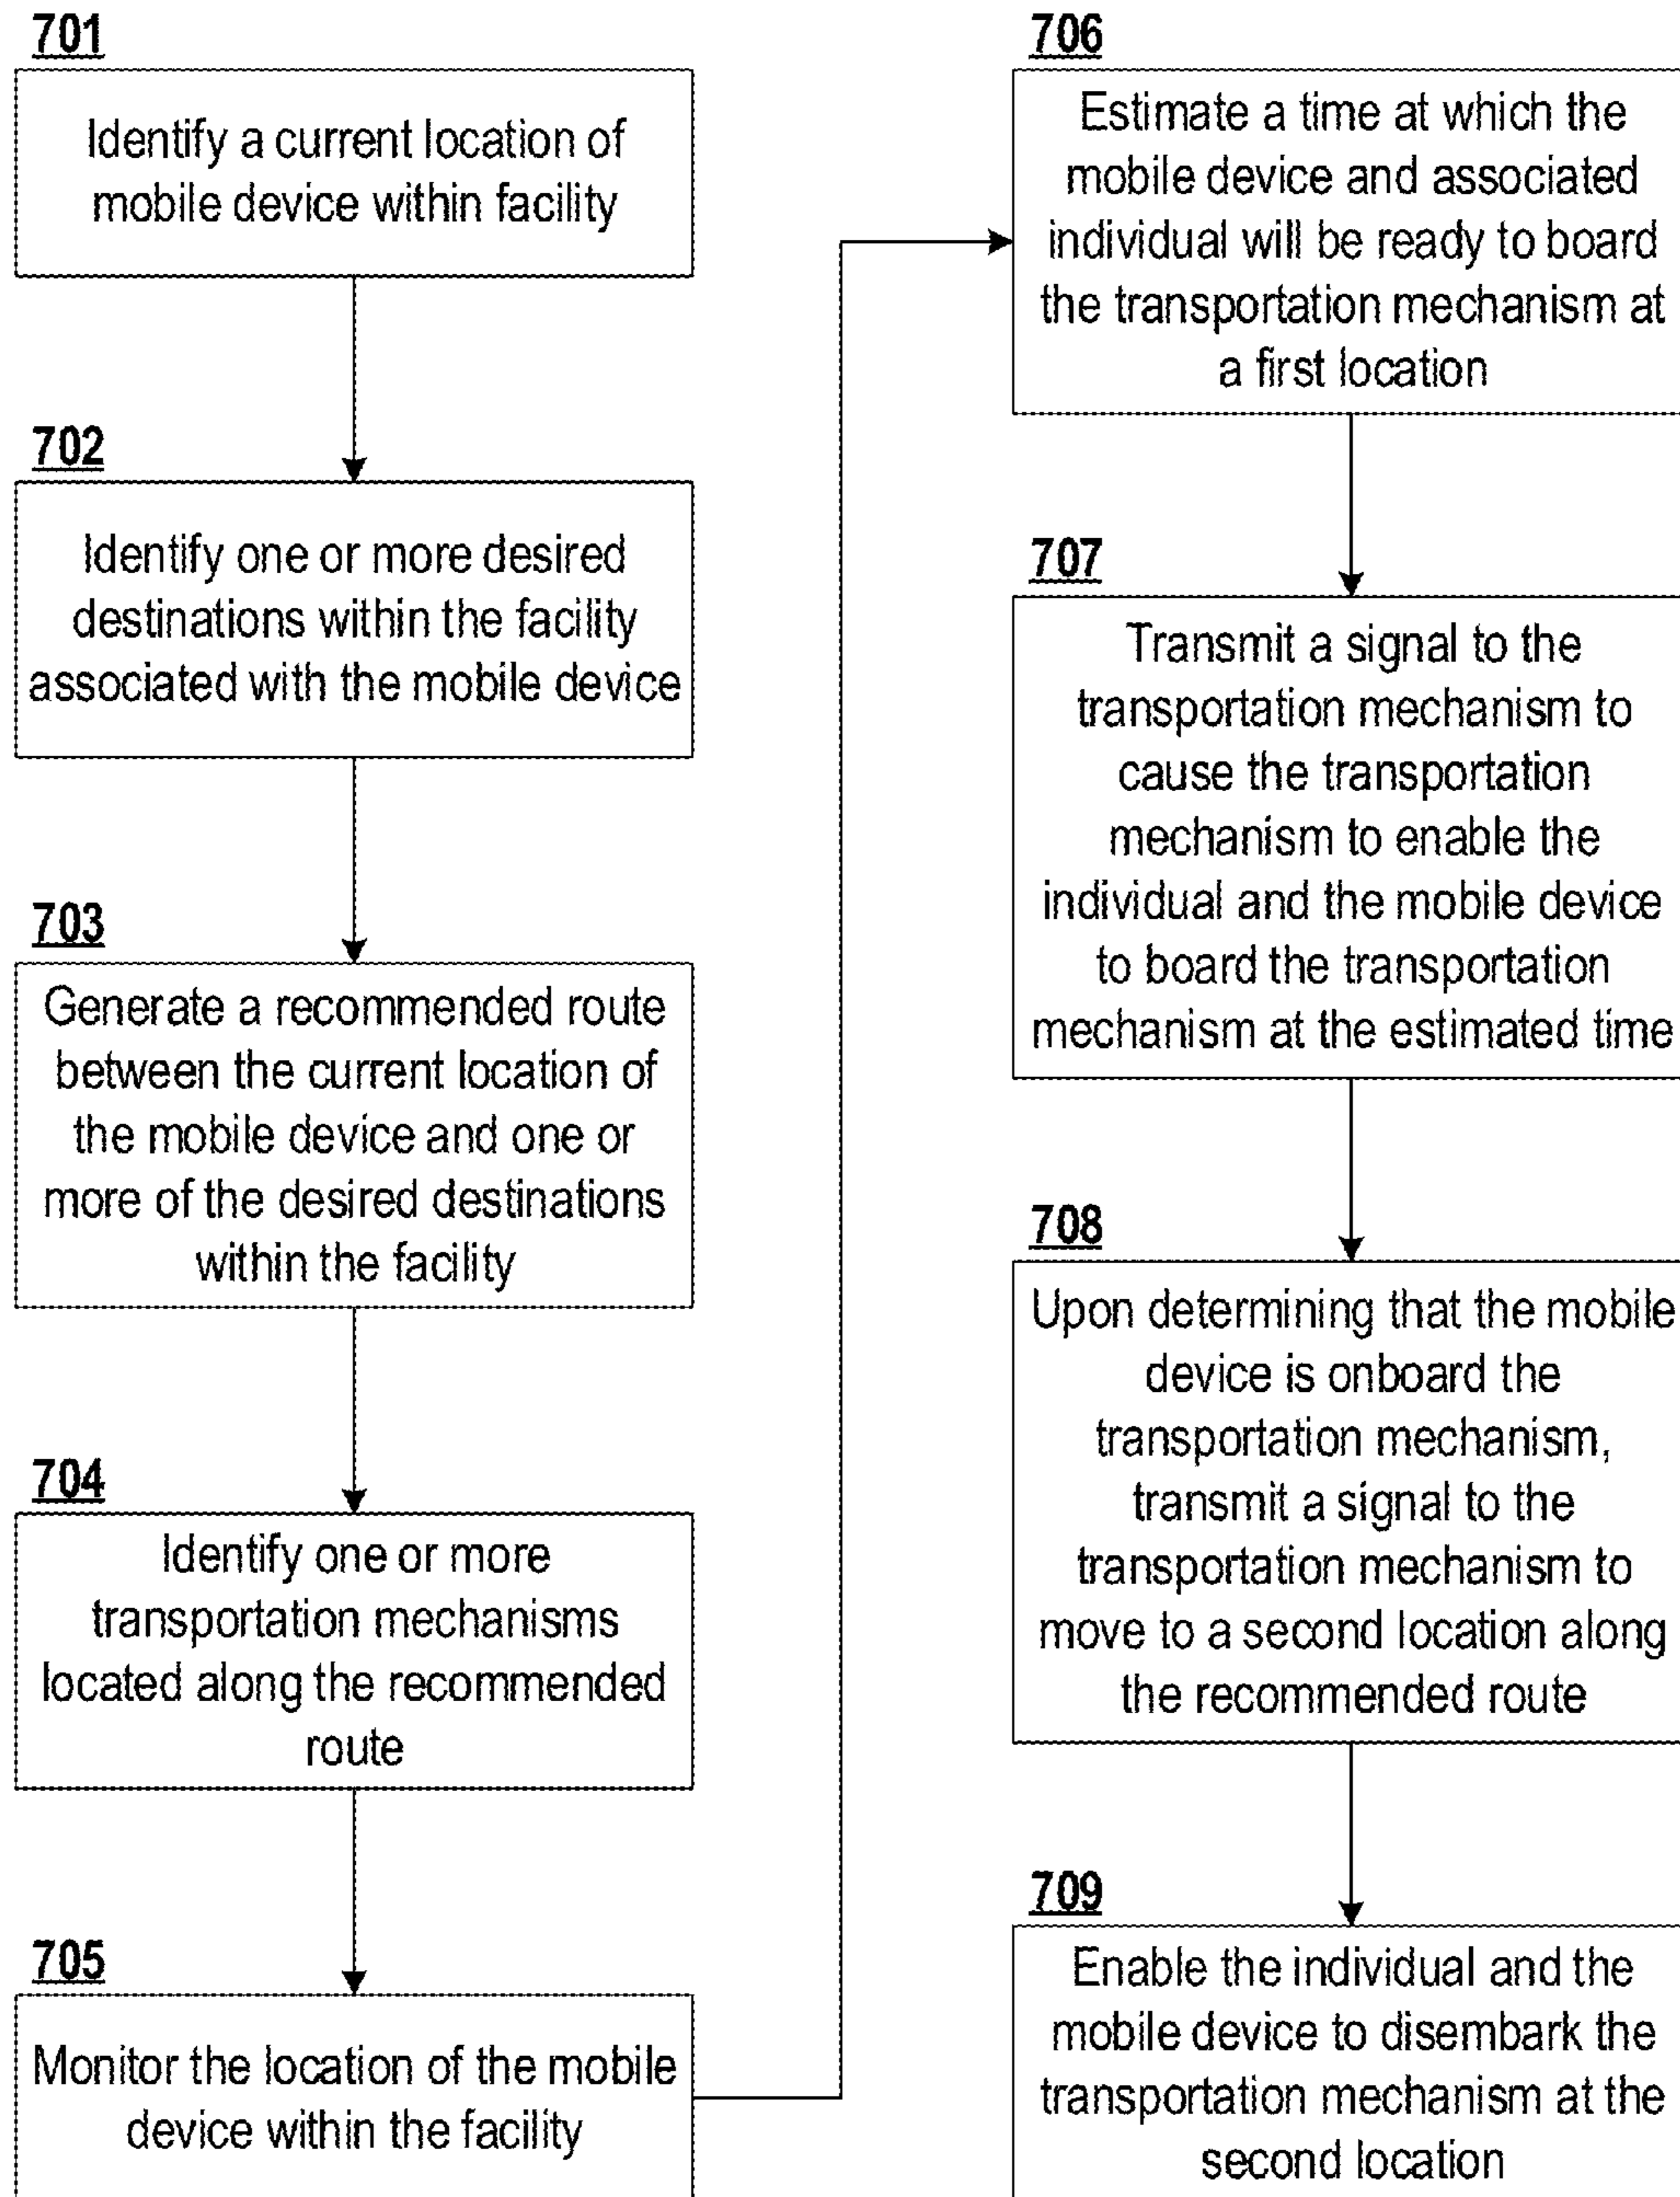 701
Identify a current location of
mobile device within facility
702
Identify one or more desired
destinations within the facility
associated with the mobile device
703
Generate a recommended route
between the current location of
the mobile device and one or
more of the desired destinations
within the facility
704
Identify one or more
transportation mechanisms
located along the recommended
route
705
Monitor the location of the mobile
device within the facility
706
Estimate a time at which the
mobile device and associated
individual will be ready to board
the transportation mechanism at
a first location
707
Transmit a signal to the
transportation mechanism to
cause the transportation
mechanism to enable the
individual and the mobile device
to board the transportation
mechanism at the estimated time
708
Upon determining that the mobile
device is onboard the
transportation mechanism,
transmit a signal to the
transportation mechanism to
move to a second location along
the recommended route
709
Enable the individual and the
mobile device to disembark the
transportation mechanism at the
second location